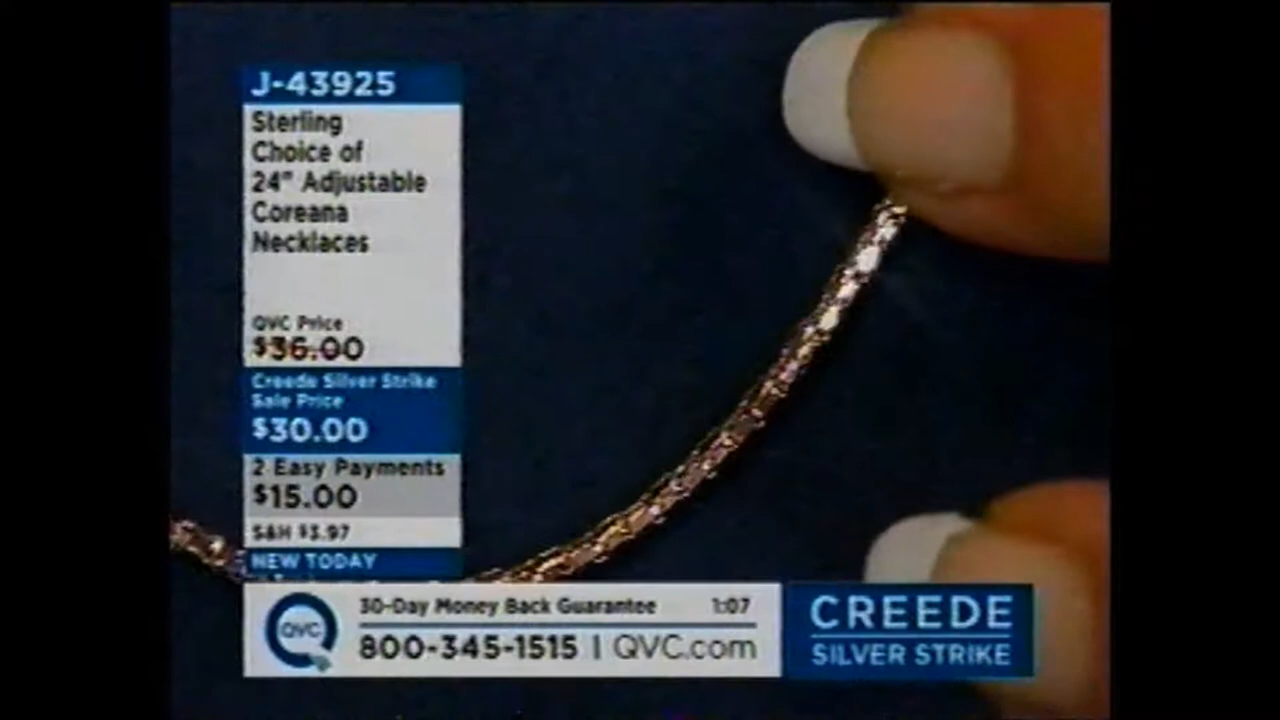 J-43925
Sterling
Choice of
24" Adjustable
Coreana
Necklaces
QVC Price
$36.00
Creede Silver Strike
Sale Price
$30.00
2 Easy Payments
$15.00
S&H $3.97
NEW TODAY
QVC
30-Day Money Back Guarantee 1:07
800-345-1515 | QVC.com
CREEDE
SILVER STRIKE